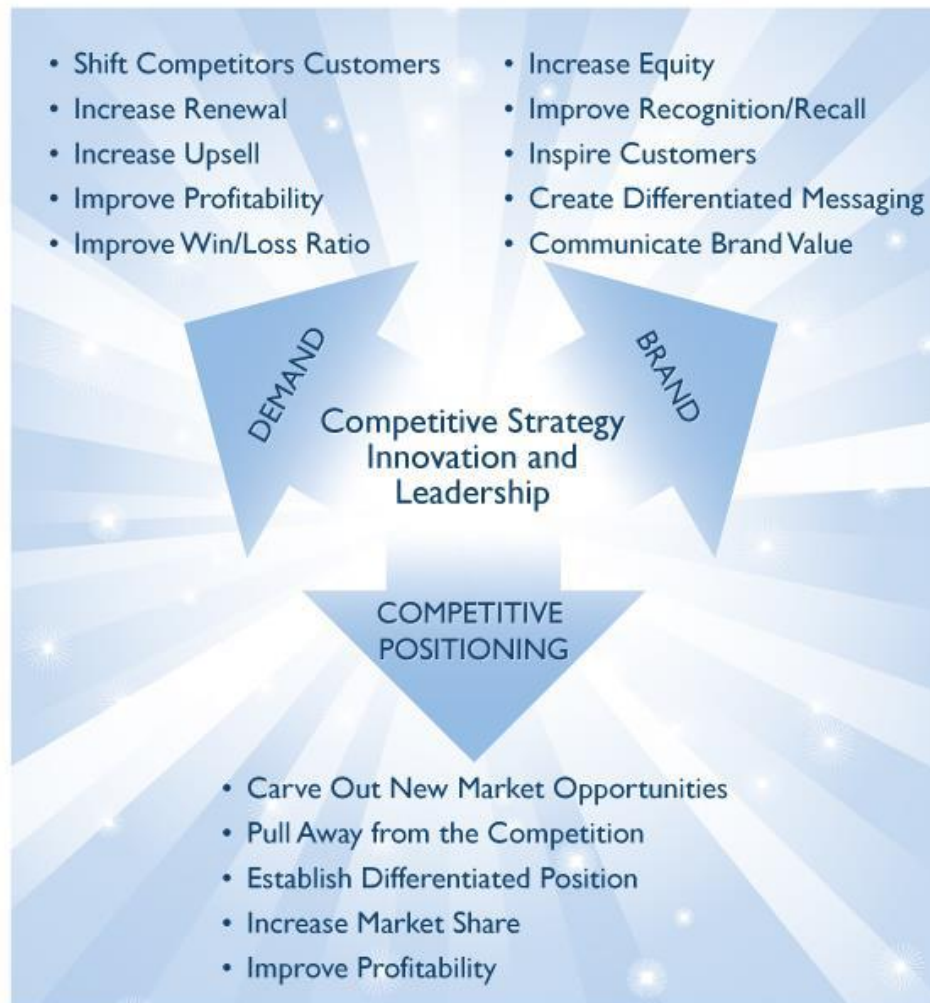 • Shift Competitors Customers
• Increase Renewal
• Increase Upsell
• Improve Profitability
• Improve Win/Loss Ratio
• Increase Equity
• Improve Recognition/Recall
• Inspire Customers
• Create Differentiated Messaging
• Communicate Brand Value
DEMAND
BRAND
Competitive Strategy
Innovation and
Leadership
COMPETITIVE
POSITIONING
• Carve Out New Market Opportunities
• Pull Away from the Competition
• Establish Differentiated Position
• Increase Market Share
• Improve Profitability